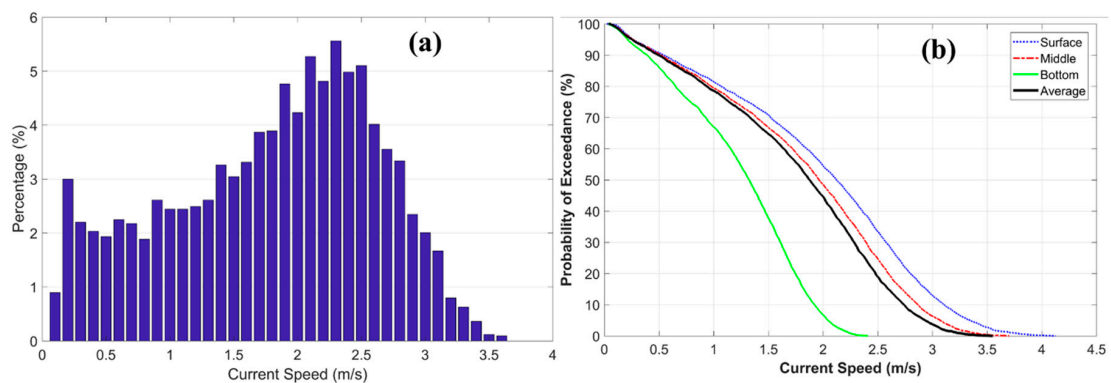 (a)
Percentage (%)
6
5
4
3
2
1
0
0 0.5 1 1.5 2 2.5 3 3.5 4
Current Speed (m/s)
(b)
Surface
Middle
Bottom
Average
Probability of Exceedance (%)
100
90
80
70
60
50
40
30
20
10
0
0.5 1 1.5 2 2.5 3 3.5 4 4.5
Current Speed (m/s)